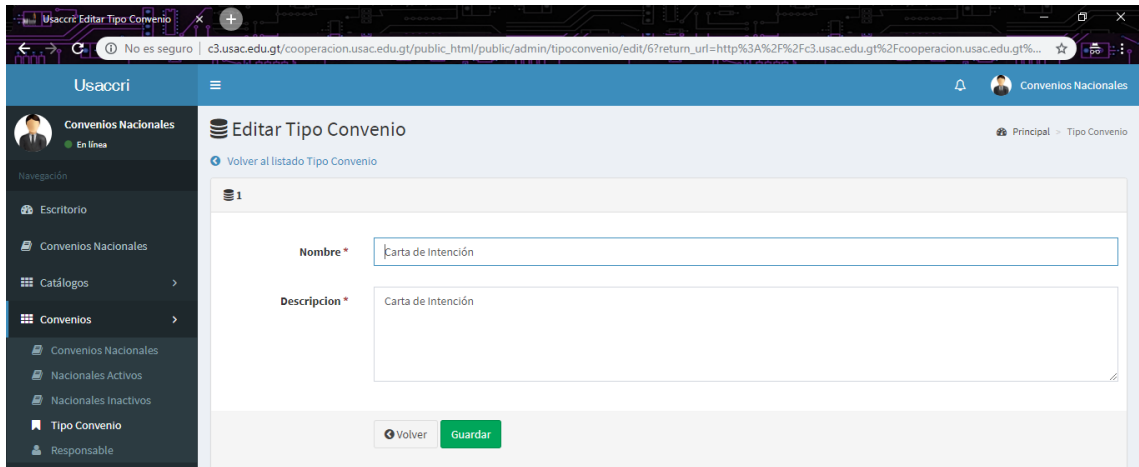 Usaccri: Editar Tipo Convenio
No es seguro | c3.usac.edu.gt/cooperacion.usac.edu.gt/public_html/public/admin/tipoconvenio/edit/6?return_url=http%3A%2F%2Fc3.usac.edu.gt%2Fcooperacion.usac.edu.gt%...
Usaccri
Convenios Nacionales
Convenios Nacionales
En línea
Editar Tipo Convenio
Principal > Tipo Convenio
Volver al listado Tipo Convenio
Navegación
1
Escritorio
Convenios Nacionales
Nombre *
Carta de Intención
Catálogos
Descripcion *
Carta de Intención
Convenios
Convenios Nacionales
Nacionales Activos
Nacionales Inactivos
Tipo Convenio
Responsable
Volver
Guardar